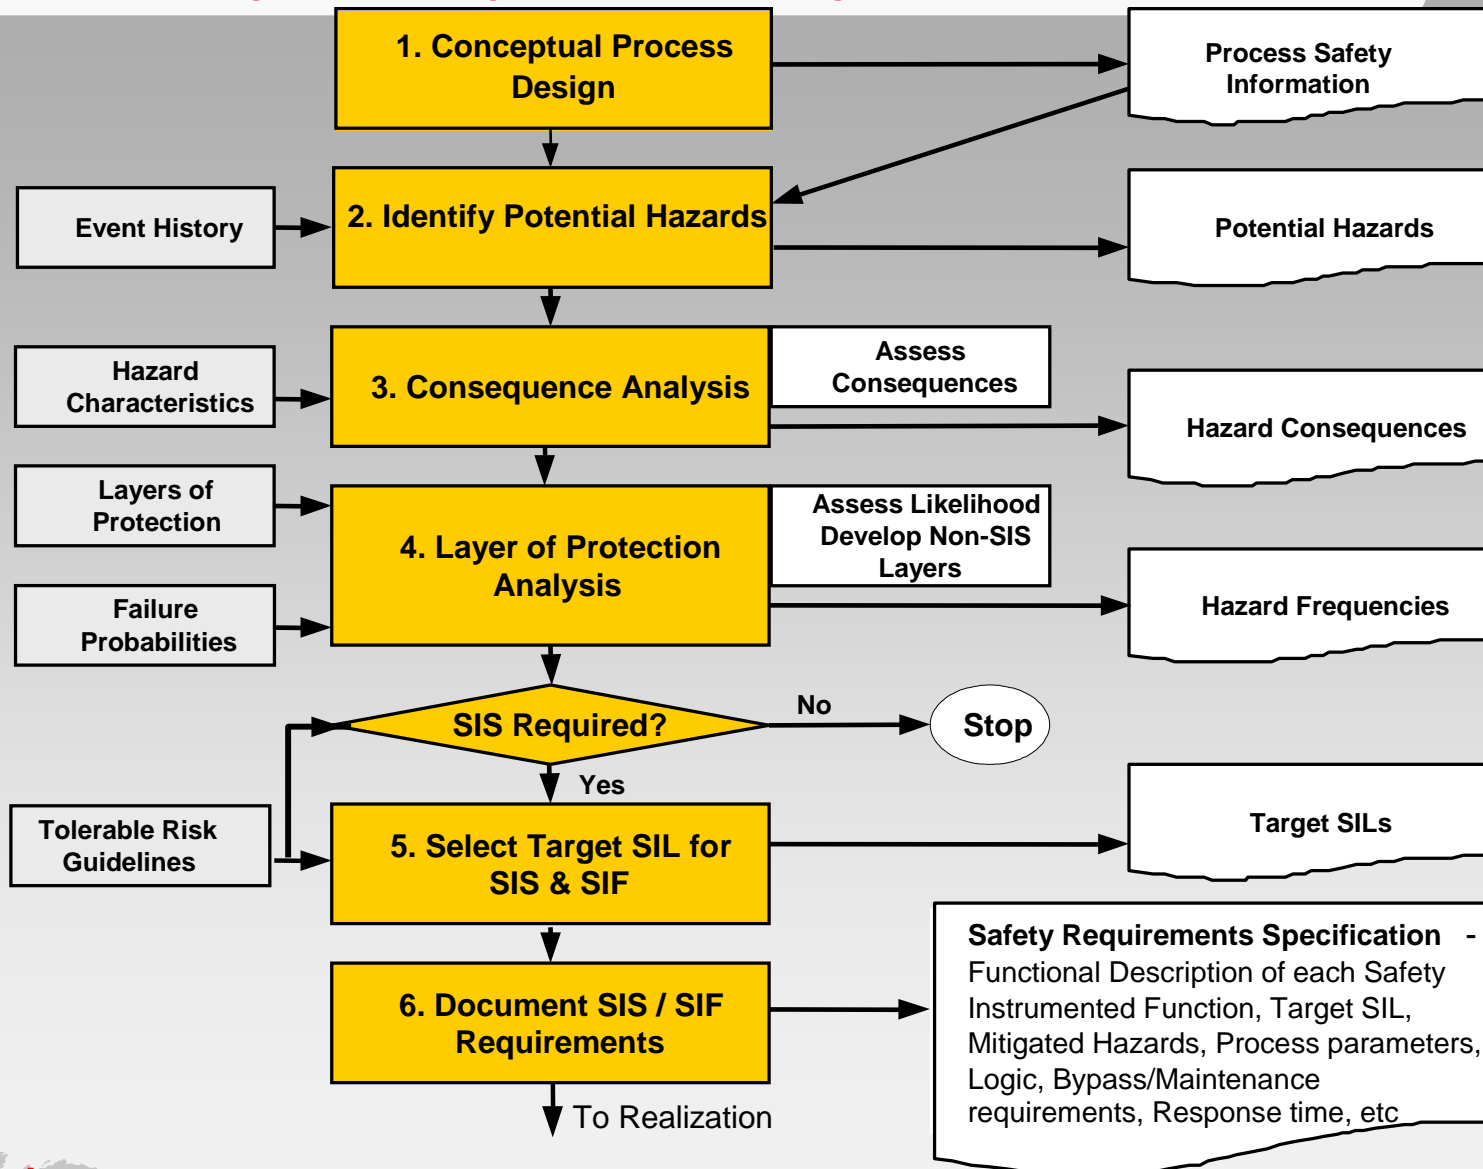 1. Conceptual Process
Design
Process Safety
Information
Event History
2. Identify Potential Hazards
Potential Hazards
Hazard
Characteristics
3. Consequence Analysis
Assess
Consequences
Hazard Consequences
Layers of
Protection
Failure
Probabilities
4. Layer of Protection
Analysis
Assess Likelihood
Develop Non-SIS
Layers
Hazard Frequencies
SIS Required?
No
Stop
Yes
Tolerable Risk
Guidelines
5. Select Target SIL for
SIS & SIF
Target SILs
6. Document SIS / SIF
Requirements
Safety Requirements Specification -
Functional Description of each Safety
Instrumented Function, Target SIL,
Mitigated Hazards, Process parameters,
Logic, Bypass/Maintenance
requirements, Response time, etc
To Realization